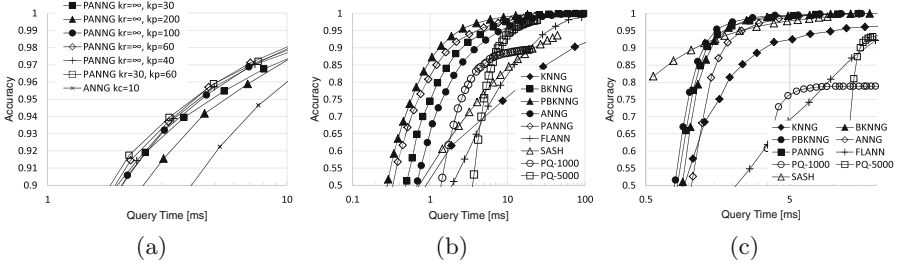 PANNG kr=∞, kp=30
PANNG kr=∞, kp=200
PANNG kr=∞, kp=100
PANNG kr=∞, kp=60
PANNG kr=∞, kp=40
PANNG kr=30, kp=60
ANNG kc=10
1
0.99
0.98
0.97
0.96
0.95
0.94
0.93
0.92
0.91
0.9
Accuracy
1
10
Query Time [ms]
(a)
1
0.95
0.9
0.85
0.8
0.75
0.7
0.65
0.6
0.55
0.5
Accuracy
KNNG
BKNNG
PBKNNG
ANNG
PANNG
FLANN
SASH
PQ-1000
PQ-5000
0.1
1
10
100
Query Time [ms]
(b)
1
0.95
0.9
0.85
0.8
0.75
0.7
0.65
0.6
0.55
0.5
Accuracy
KNNG
BKNNG
PBKNNG
ANNG
PANNG
FLANN
PQ-1000
PQ-5000
SASH
0.5
5
Query Time [ms]
(c)